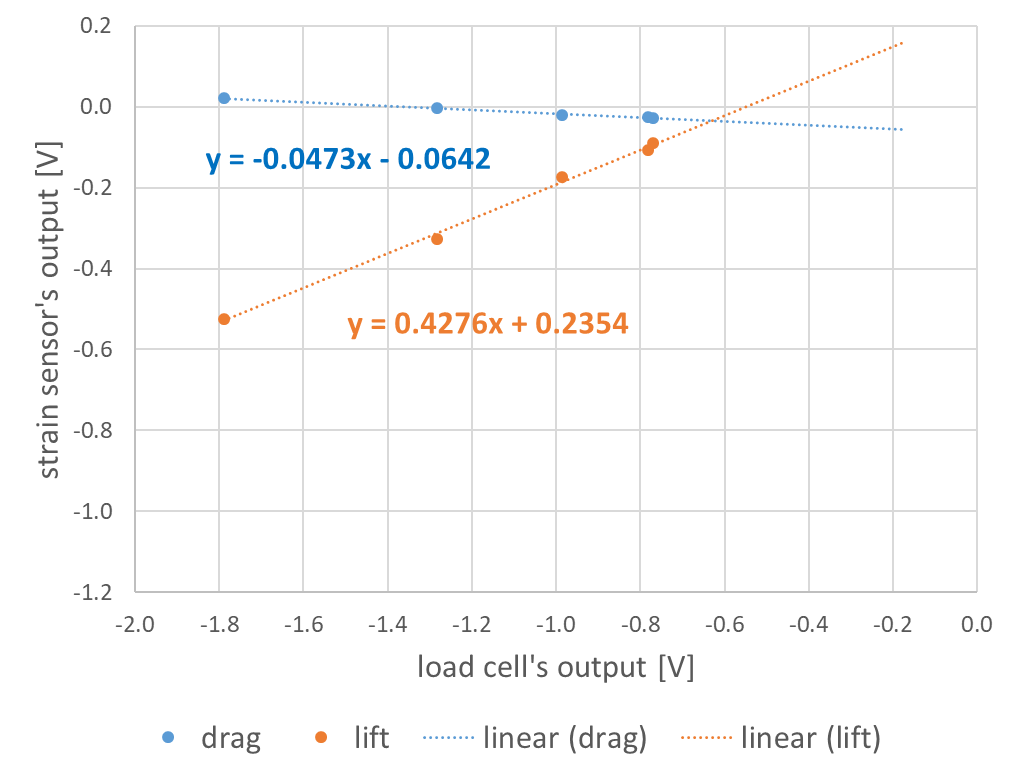 0.2
0.0
-0.2
-0.4
-0.6
-0.8
-1.0
-1.2
strain sensor's output [V]
y = -0.0473x - 0.0642
y = 0.4276x + 0.2354
-2.0 -1.8 -1.6 -1.4 -1.2 -1.0 -0.8 -0.6 -0.4 -0.2 0.0
load cell's output [V]
drag lift linear (drag) linear (lift)